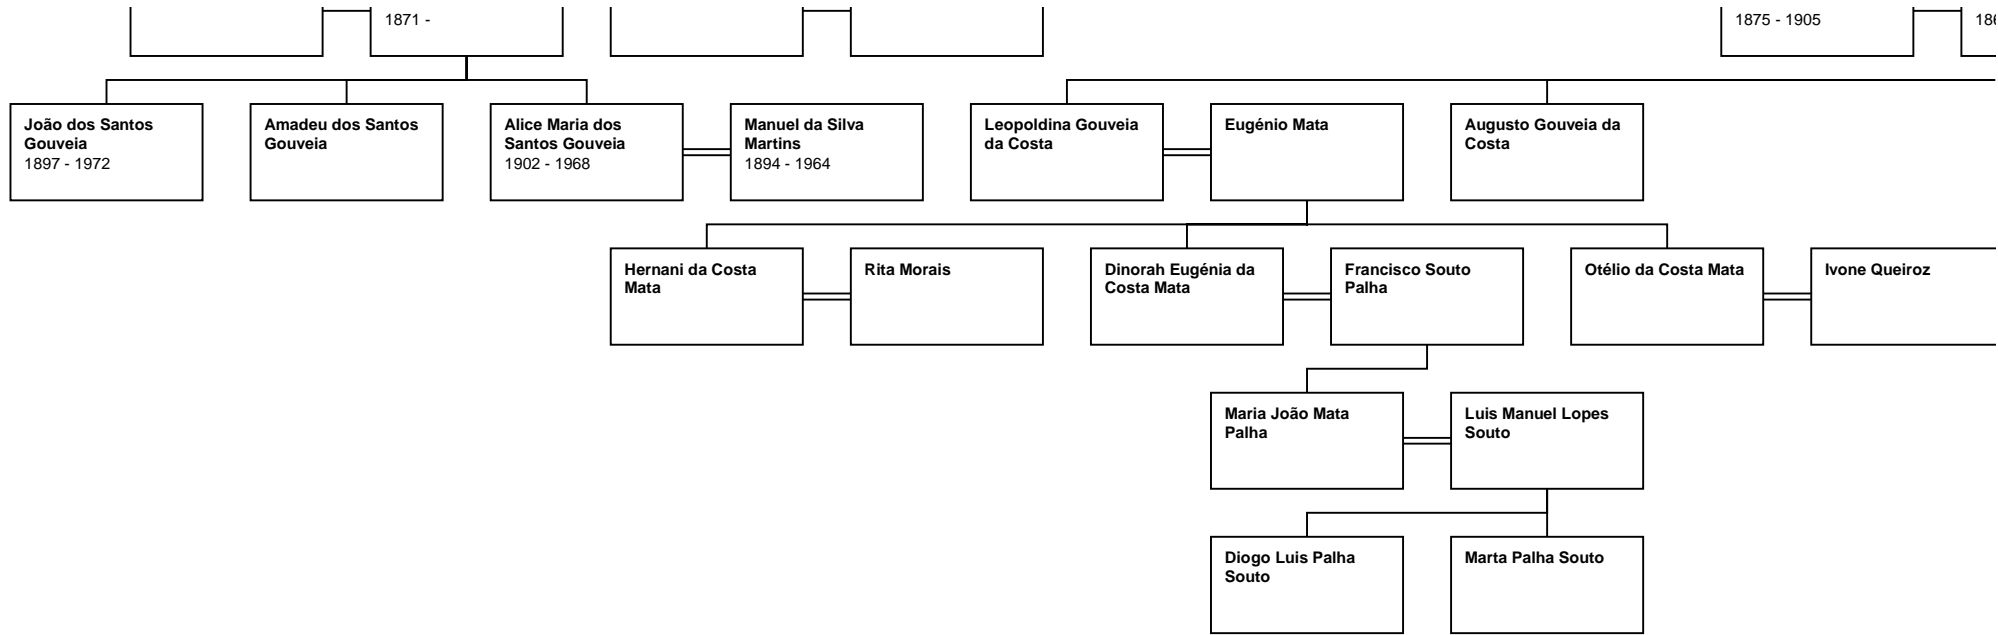 1871 -
1875 - 1905
João dos Santos
Gouveia
1897 - 1972
Amadeu dos Santos
Gouveia
Alice Maria dos
Santos Gouveia
1902 - 1968
Manuel da Silva
Martins
1894 - 1964
Leopoldina Gouveia
da Costa
Eugénio Mata
Augusto Gouveia da
Costa
Hernani da Costa
Mata
Rita Morais
Dinorah Eugénia da
Costa Mata
Francisco Souto
Palha
Otélio da Costa Mata
Ivone Queiroz
Maria João Mata
Palha
Luis Manuel Lopes
Souto
Diogo Luis Palha
Souto
Marta Palha Souto